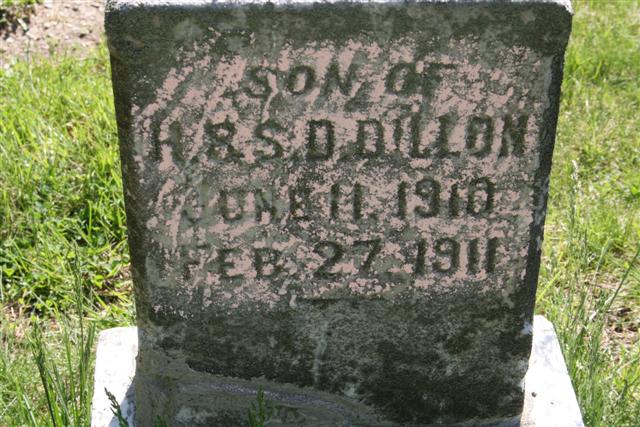 SON OF
H. & S. D. DILLON
JUNE 11, 1910
FEB. 27, 1911